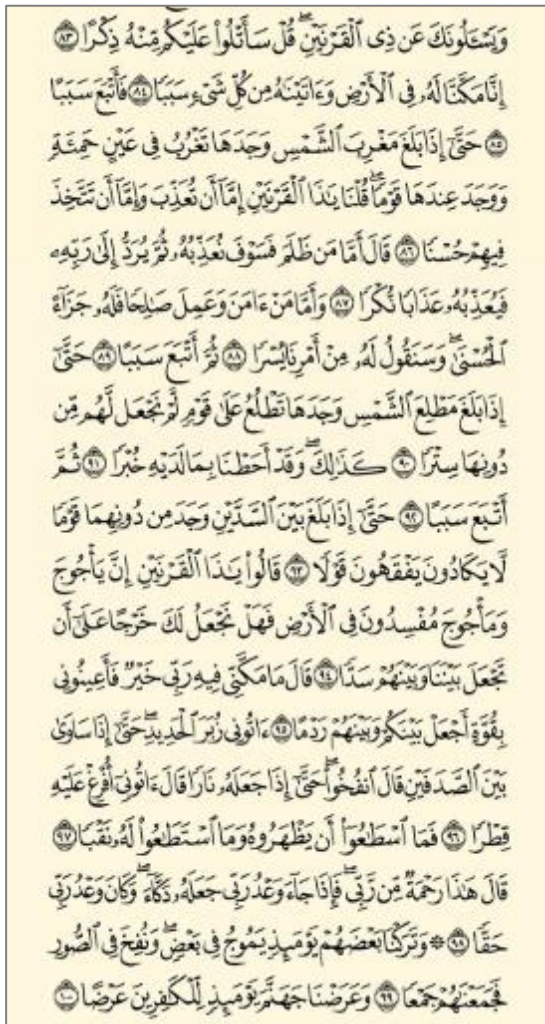 وَيَسْـَٔلُونَكَ عَن ذِى ٱلْقَرْنَيْنِ ۖ قُلْ سَأَتْلُوا۟ عَلَيْكُم مِّنْهُ ذِكْرًا ٨٣
إِنَّا مَكَّنَّا لَهُۥ فِى ٱلْأَرْضِ وَءَاتَيْنَٰهُ مِن كُلِّ شَىْءٍ سَبَبًا ٨٤ فَأَتْبَعَ سَبَبًا
٨٥ حَتَّىٰٓ إِذَا بَلَغَ مَغْرِبَ ٱلشَّمْسِ وَجَدَهَا تَغْرُبُ فِى عَيْنٍ حَمِئَةٍ
وَوَجَدَ عِندَهَا قَوْمًا ۗ قُلْنَا يَٰذَا ٱلْقَرْنَيْنِ إِمَّآ أَن تُعَذِّبَ وَإِمَّآ أَن تَتَّخِذَ
فِيهِمْ حُسْنًا ٨٦ قَالَ أَمَّا مَن ظَلَمَ فَسَوْفَ نُعَذِّبُهُۥ ثُمَّ يُرَدُّ إِلَىٰ رَبِّهِۦ
فَيُعَذِّبُهُۥ عَذَابًا نُّكْرًا ٨٧ وَأَمَّا مَنْ ءَامَنَ وَعَمِلَ صَٰلِحًا فَلَهُۥ جَزَآءً
ٱلْحُسْنَىٰ ۖ وَسَنَقُولُ لَهُۥ مِنْ أَمْرِنَا يُسْرًا ٨٨ ثُمَّ أَتْبَعَ سَبَبًا ٨٩ حَتَّىٰٓ
إِذَا بَلَغَ مَطْلِعَ ٱلشَّمْسِ وَجَدَهَا تَطْلُعُ عَلَىٰ قَوْمٍ لَّمْ نَجْعَل لَّهُم مِّن
دُونِهَا سِتْرًا ٩٠ كَذَٰلِكَ ۖ وَقَدْ أَحَطْنَا بِمَا لَدَيْهِ خُبْرًا ٩١ ثُمَّ
أَتْبَعَ سَبَبًا ٩٢ حَتَّىٰٓ إِذَا بَلَغَ بَيْنَ ٱلسَّدَّيْنِ وَجَدَ مِن دُونِهِمَا قَوْمًا
لَّا يَكَادُونَ يَفْقَهُونَ قَوْلًا ٩٣ قَالُوا۟ يَٰذَا ٱلْقَرْنَيْنِ إِنَّ يَأْجُوجَ
وَمَأْجُوجَ مُفْسِدُونَ فِى ٱلْأَرْضِ فَهَلْ نَجْعَلُ لَكَ خَرْجًا عَلَىٰٓ أَن
تَجْعَلَ بَيْنَنَا وَبَيْنَهُمْ سَدًّا ٩٤ قَالَ مَا مَكَّنِّى فِيهِ رَبِّى خَيْرٌ فَأَعِينُونِى
بِقُوَّةٍ أَجْعَلْ بَيْنَكُمْ وَبَيْنَهُمْ رَدْمًا ٩٥ ءَاتُونِى زُبَرَ ٱلْحَدِيدِ ۖ حَتَّىٰٓ إِذَا سَاوَىٰ
بَيْنَ ٱلصَّدَفَيْنِ قَالَ ٱنفُخُوا۟ ۖ حَتَّىٰٓ إِذَا جَعَلَهُۥ نَارًا قَالَ ءَاتُونِىٓ أُفْرِغْ عَلَيْهِ
قِطْرًا ٩٦ فَمَا ٱسْطَٰعُوٓا۟ أَن يَظْهَرُوهُ وَمَا ٱسْتَطَٰعُوا۟ لَهُۥ نَقْبًا ٩٧
قَالَ هَٰذَا رَحْمَةٌ مِّن رَّبِّى ۖ فَإِذَا جَآءَ وَعْدُ رَبِّى جَعَلَهُۥ دَكَّآءَ ۖ وَكَانَ وَعْدُ رَبِّى
حَقًّا ٩٨ ۞ وَتَرَكْنَا بَعْضَهُمْ يَوْمَئِذٍ يَمُوجُ فِى بَعْضٍ ۖ وَنُفِخَ فِى ٱلصُّورِ
فَجَمَعْنَٰهُمْ جَمْعًا ٩٩ وَعَرَضْنَا جَهَنَّمَ يَوْمَئِذٍ لِّلْكَٰفِرِينَ عَرْضًا ١٠٠